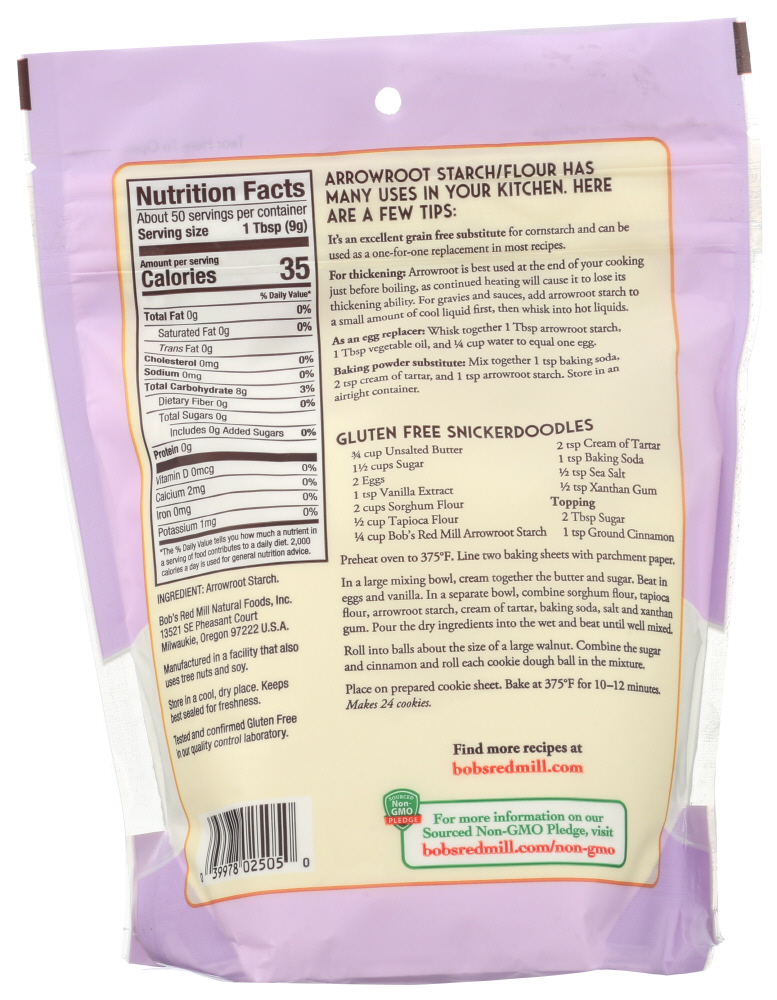 Nutrition Facts
About 50 servings per container
Serving size 1 Tbsp (9g)
Amount per serving
Calories 35
% Daily Value*
Total Fat 0g 0%
Saturated Fat 0g 0%
Trans Fat 0g
Cholesterol 0mg 0%
Sodium 0mg 0%
Total Carbohydrate 8g 3%
Dietary Fiber 0g 0%
Total Sugars 0g
Includes 0g Added Sugars 0%
Protein 0g
Vitamin D 0mcg 0%
Calcium 2mg 0%
Iron 0mg 0%
Potassium 1mg 0%
*The % Daily Value tells you how much a nutrient in
a serving of food contributes to a daily diet. 2,000
calories a day is used for general nutrition advice.
INGREDIENT: Arrowroot Starch.
Bob's Red Mill Natural Foods, Inc.
13521 SE Pheasant Court
Milwaukie, Oregon 97222 U.S.A.
Manufactured in a facility that also
uses tree nuts and soy.
Store in a cool, dry place. Keeps
best sealed for freshness.
Tested and confirmed Gluten Free
in our quality control laboratory.
0 39978 02505 0
ARROWROOT STARCH/FLOUR HAS
MANY USES IN YOUR KITCHEN. HERE
ARE A FEW TIPS:
It's an excellent grain free substitute for cornstarch and can be
used as a one-for-one replacement in most recipes.
For thickening: Arrowroot is best used at the end of your cooking
just before boiling, as continued heating will cause it to lose its
thickening ability. For gravies and sauces, add arrowroot starch to
a small amount of cool liquid first, then whisk into hot liquids.
As an egg replacer: Whisk together 1 Tbsp arrowroot starch,
1 Tbsp vegetable oil, and ¼ cup water to equal one egg.
Baking powder substitute: Mix together 1 tsp baking soda,
2 tsp cream of tartar, and 1 tsp arrowroot starch. Store in an
airtight container.
GLUTEN FREE SNICKERDOODLES
¾ cup Unsalted Butter
1½ cups Sugar
2 Eggs
1 tsp Vanilla Extract
2 cups Sorghum Flour
½ cup Tapioca Flour
¼ cup Bob's Red Mill Arrowroot Starch
2 tsp Cream of Tartar
1 tsp Baking Soda
½ tsp Sea Salt
½ tsp Xanthan Gum
Topping
2 Tbsp Sugar
1 tsp Ground Cinnamon
Preheat oven to 375°F. Line two baking sheets with parchment paper.
In a large mixing bowl, cream together the butter and sugar. Beat in
eggs and vanilla. In a separate bowl, combine sorghum flour, tapioca
flour, arrowroot starch, cream of tartar, baking soda, salt and xanthan
gum. Pour the dry ingredients into the wet and beat until well mixed.
Roll into balls about the size of a large walnut. Combine the sugar
and cinnamon and roll each cookie dough ball in the mixture.
Place on prepared cookie sheet. Bake at 375°F for 10–12 minutes.
Makes 24 cookies.
Find more recipes at
bobsredmill.com
SOURCED
Non-
GMO
PLEDGE
For more information on our
Sourced Non-GMO Pledge, visit
bobsredmill.com/non-gmo